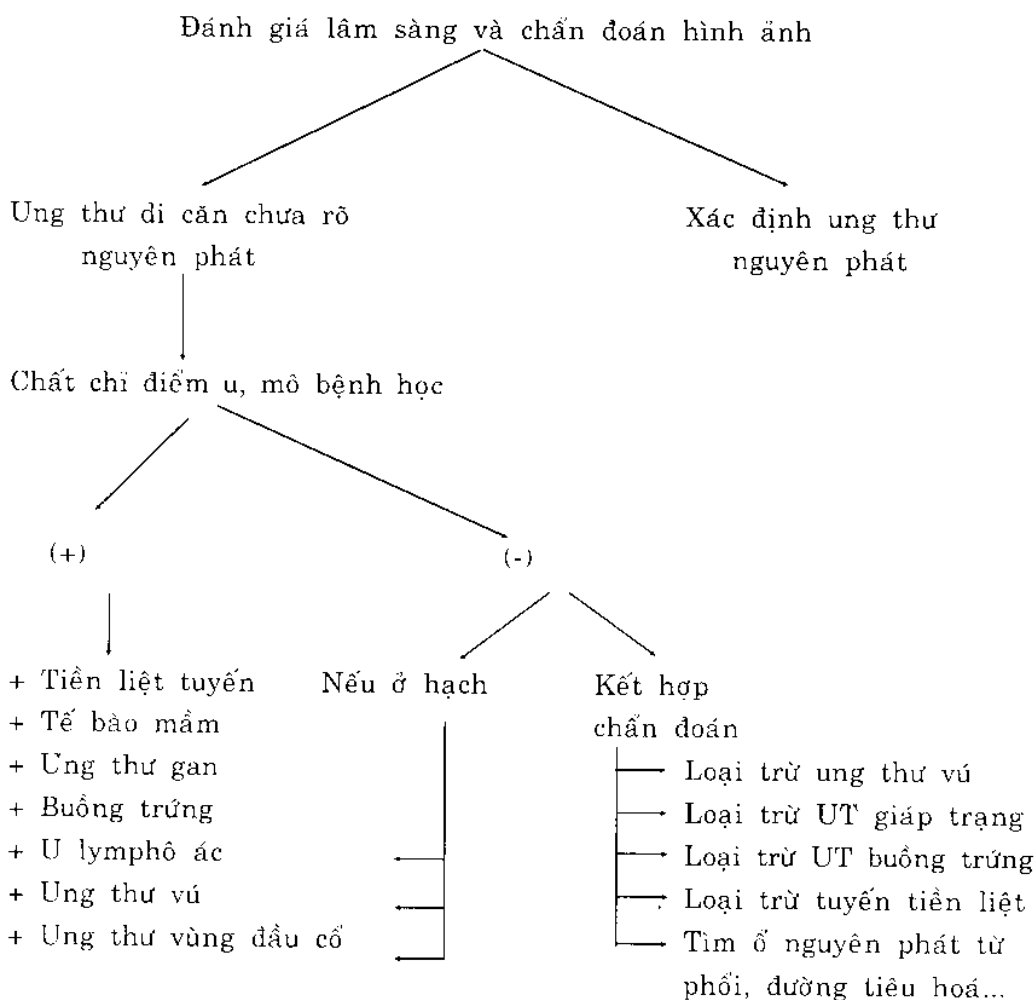 Đánh giá lâm sàng và chẩn đoán hình ảnh
Ung thư di căn chưa rõ
nguyên phát
Xác định ung thư
nguyên phát
Chất chỉ điểm u, mô bệnh học
(+)
(-)
+ Tiền liệt tuyến
+ Tế bào mầm
+ Ung thư gan
+ Buồng trứng
+ U lymphô ác
+ Ung thư vú
+ Ung thư vùng đầu cổ
Nếu ở hạch
Kết hợp
chẩn đoán
Loại trừ ung thư vú
Loại trừ UT giáp trạng
Loại trừ UT buồng trứng
Loại trừ tuyến tiền liệt
Tìm ổ nguyên phát từ
phổi, đường tiêu hoá...